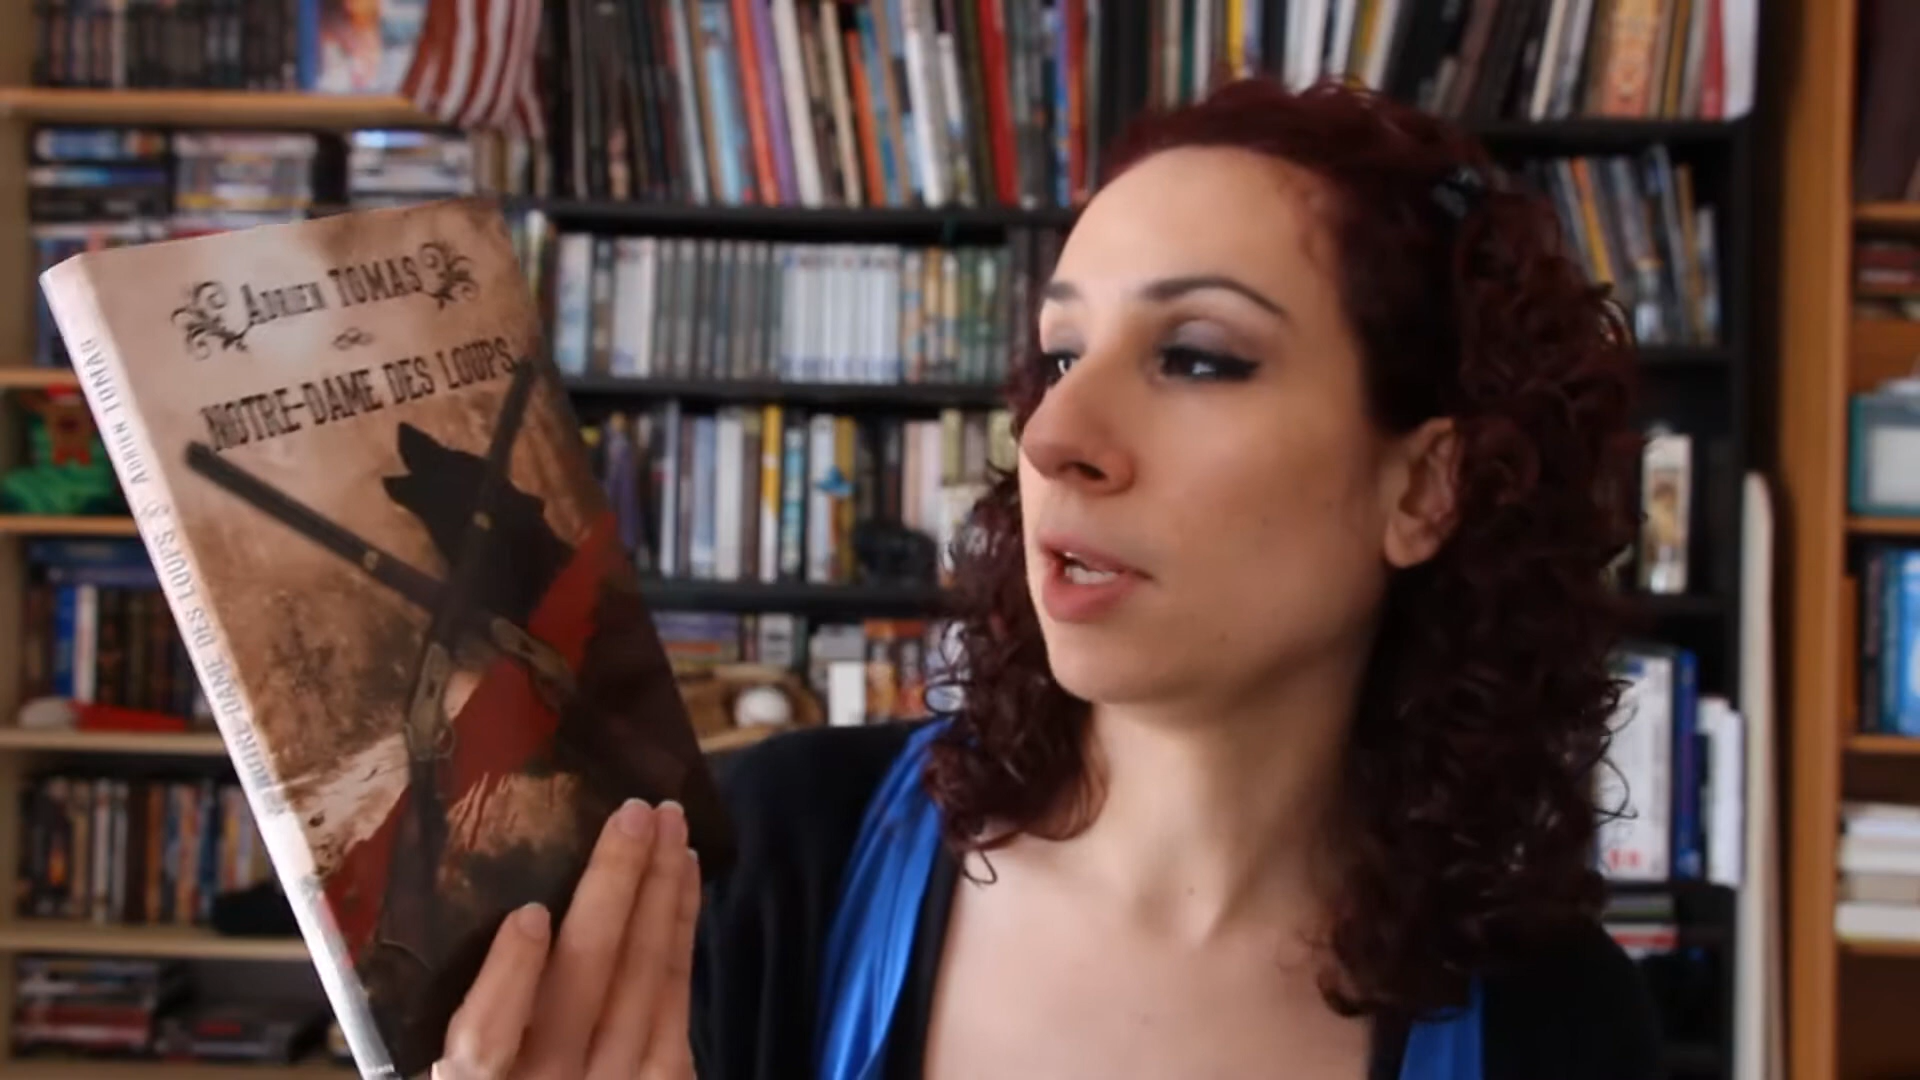 ADRIEN TOMAS
NOTRE-DAME DES LOUPS
NOTRE-DAME DES LOUPS ADRIEN TOMAS